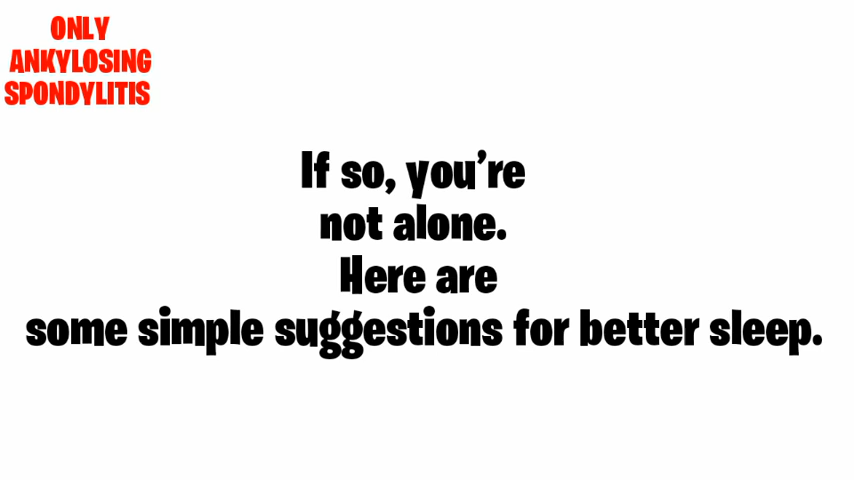 ONLY
ANKYLOSING
SPONDYLITIS
If so, you’re
not alone.
Here are
some simple suggestions for better sleep.